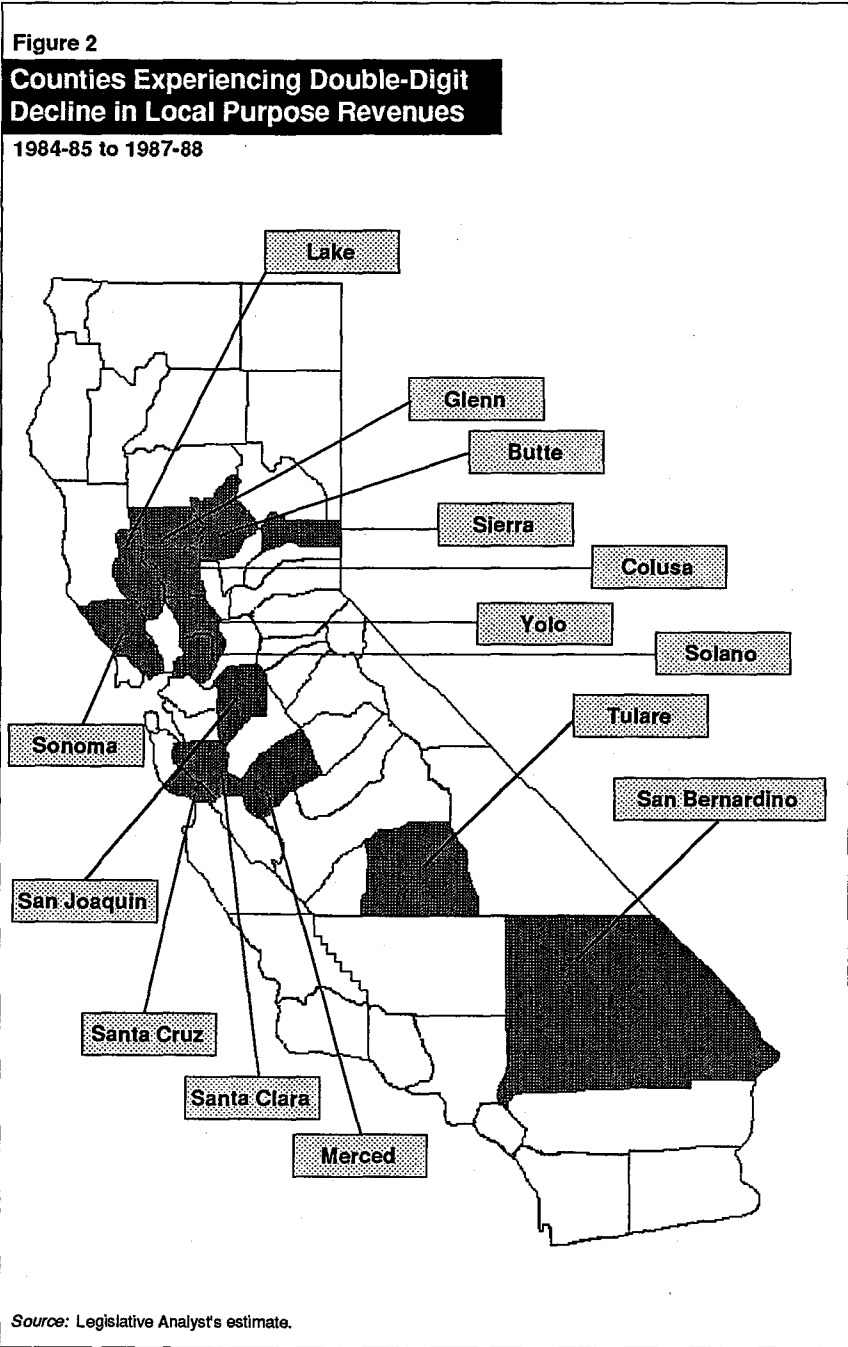 Figure 2
Counties Experiencing Double-Digit
Decline in Local Purpose Revenues
1984-85 to 1987-88
Lake
Glenn
Butte
Sierra
Colusa
Yolo
Solano
Tulare
Sonoma
San Bernardino
San Joaquin
Santa Cruz
Santa Clara
Merced
Source: Legislative Analyst's estimate.